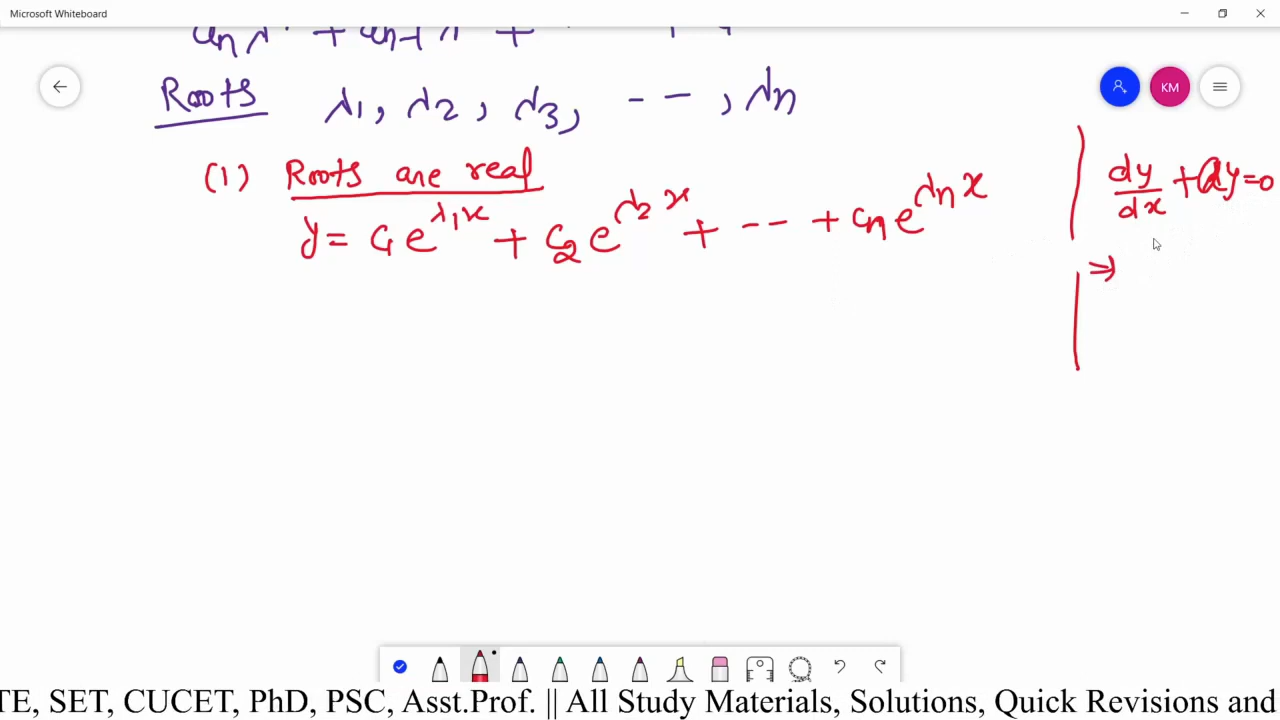 Microsoft Whiteboard
Roots λ1, λ2, λ3, - - , λn
KM
(1) Roots are real
y = c1e^λ1x + c2e^λ2x + - - + cne^λnx
dy/dx + αy=0
⇒
TE, SET, CUCET, PhD, PSC, Asst.Prof. || All Study Materials, Solutions, Quick Revisions and